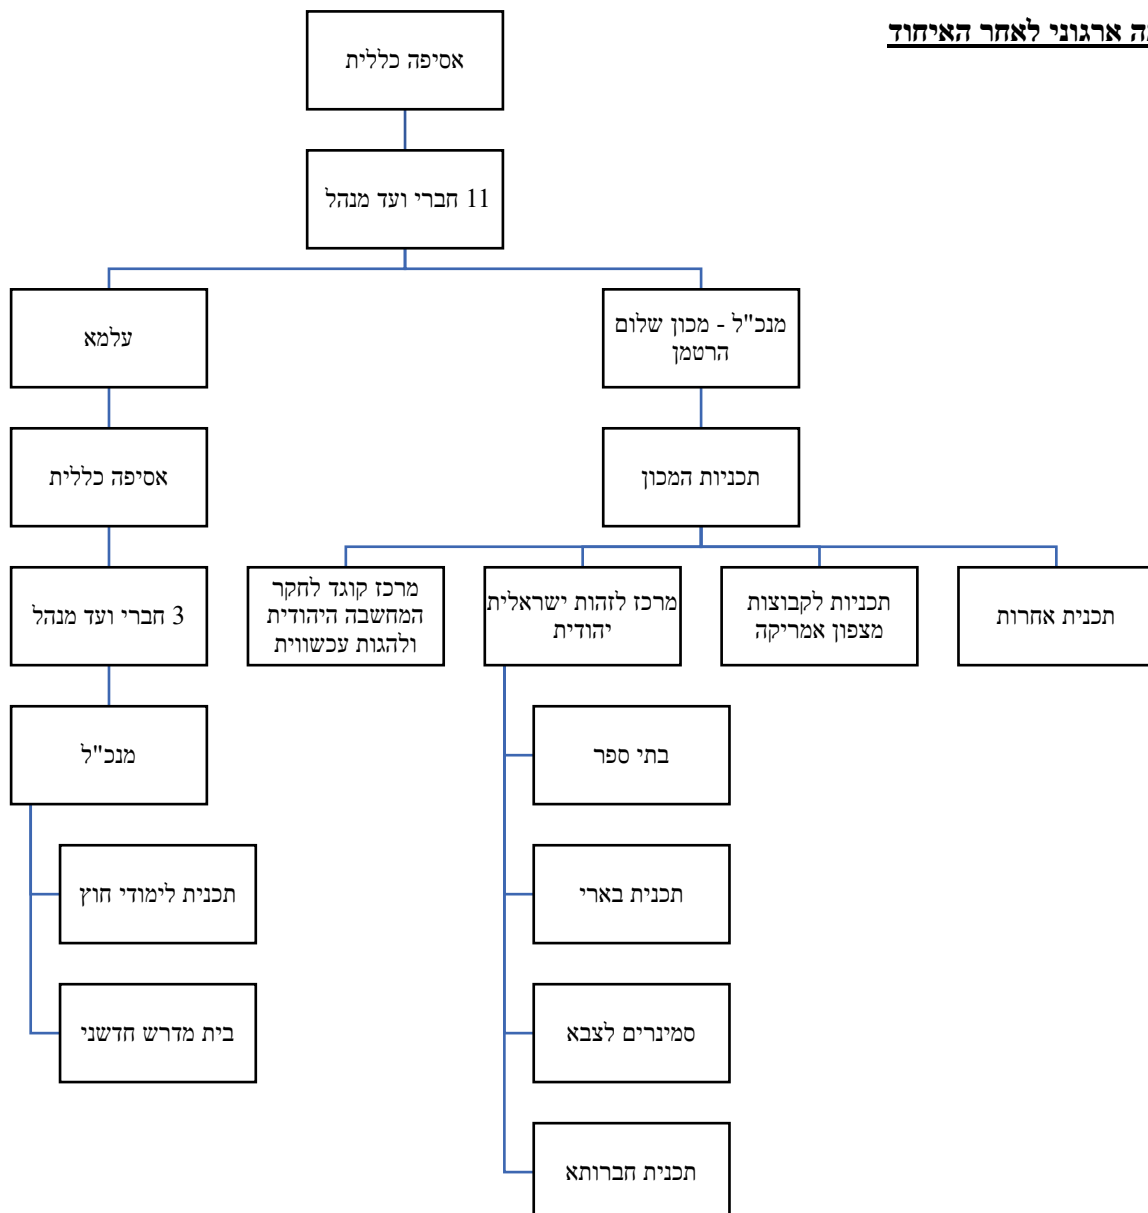 ארגוני לאחר האיחוד
אסיפה כללית
11 חברי ועד מנהל
מנכ"ל - מכון שלום
הרטמן
עלמא
תכניות המכון
אסיפה כללית
תכנית אחרות
תכניות לקבוצות
מצפון אמריקה
מרכז לזהות ישראלית
יהודית
מרכז קוגד לחקר
המחשבה היהודית
ולהגות עכשווית
3 חברי ועד מנהל
בתי ספר
מנכ"ל
תכנית בארי
תכנית לימודי חוץ
סמינרים לצבא
בית מדרש חדשני
תכנית חברותא